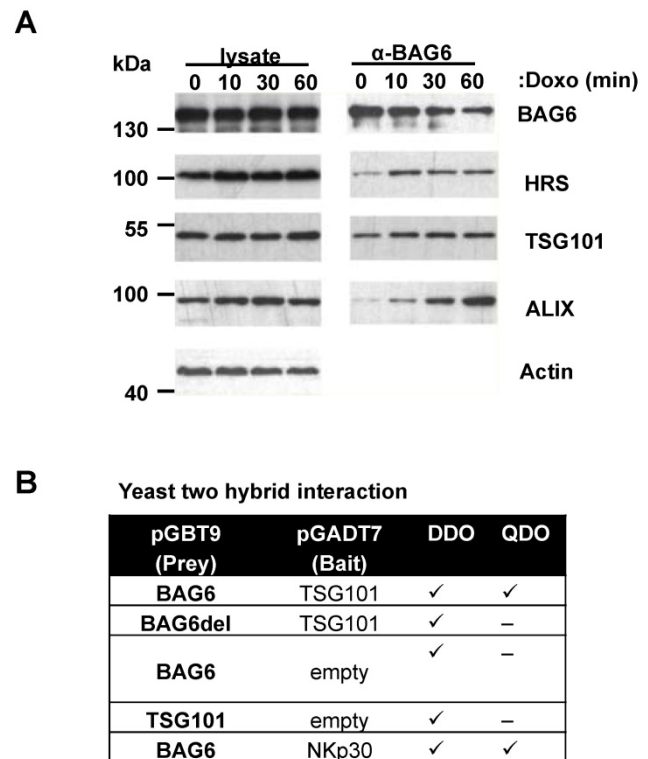 A
kDa
lysate
α-BAG6
0 10 30 60 0 10 30 60 :Doxo (min)
BAG6
130
100
HRS
55
TSG101
100
ALIX
Actin
40
B
Yeast two hybrid interaction
pGBT9 pGADT7 DDO QDO
(Prey) (Bait)
BAG6 TSG101 ✓ ✓
BAG6del TSG101 ✓ –
BAG6 empty ✓ –
TSG101 empty ✓ –
BAG6 NKp30 ✓ ✓